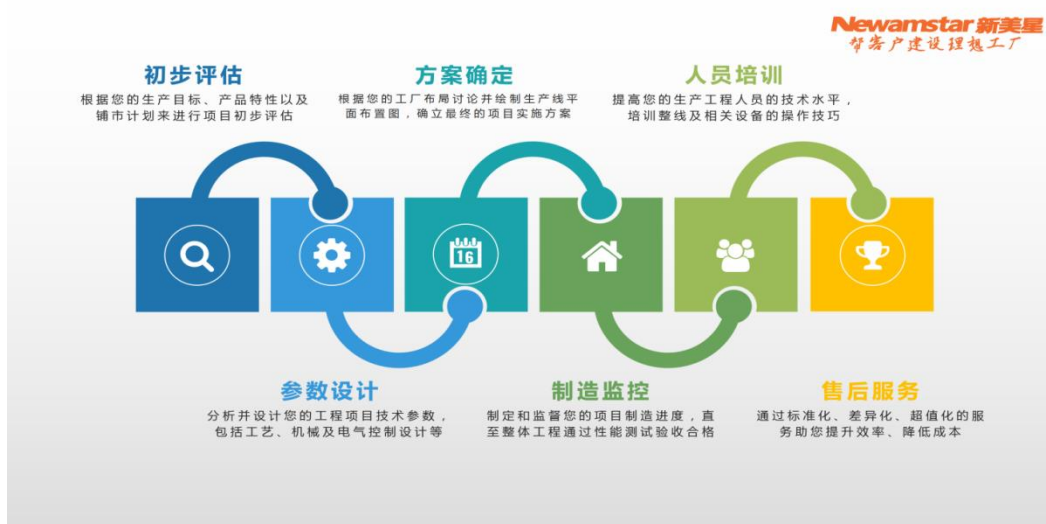 Newamstar 新美星
帮客户建设理想工厂
初步评估
根据您的生产目标、产品特性以及
铺市计划来进行项目初步评估
方案确定
根据您的工厂布局讨论并绘制生产线平
面布置图，确立最终的项目实施方案
人员培训
提高您的生产工程人员的技术水平，
培训整线及相关设备的操作技巧
16
参数设计
分析并设计您的工程项目技术参数，
包括工艺、机械及电气控制设计等
制造监控
制定和监督您的项目制造进度，直
至整体工程通过性能测试验收合格
售后服务
通过标准化、差异化、超值化的服
务助您提升效率、降低成本